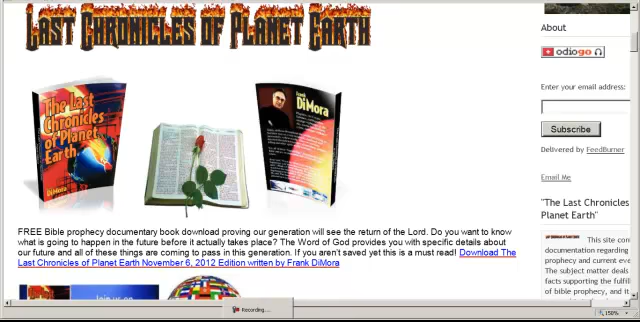 Last Chronicles of Planet Earth
The Last
Chronicles
of Planet
Earth.
DiMora
Frank
DiMora
FREE Bible prophecy documentary book download proving our generation will see the return of the Lord. Do you want to know
what is going to happen in the future before it actually takes place? The Word of God provides you with specific details about
our future and all of these things are coming to pass in this generation. If you aren't saved yet this is a must read! Download The
Last Chronicles of Planet Earth November 6, 2012 Edition written by Frank DiMora
Join us on
About
odiogo
Enter your email address:
Subscribe
Delivered by FeedBurner
Email Me
"The Last Chronicles
Planet Earth"
This site con
documentation regarding
prophecy and current eve
The subject matter deals
facts supporting the fulfill
of bible prophecy, and it
Recording...
150%